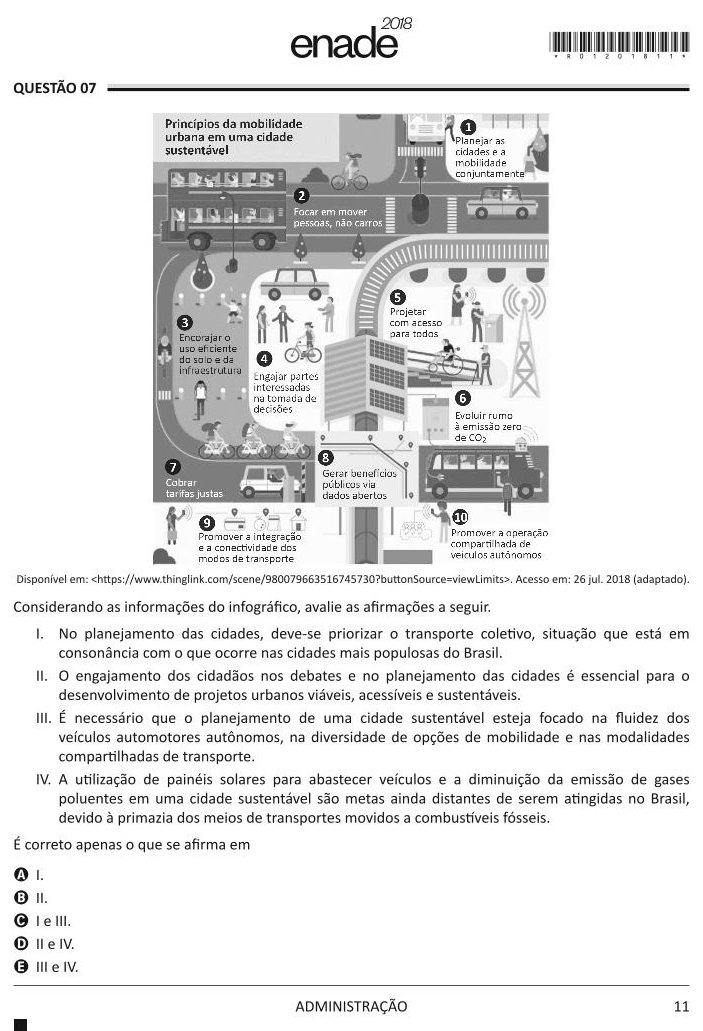 enade 2018
* R 0 1 2 0 1 8 1 1 *
QUESTÃO 07
Princípios da mobilidade
urbana em uma cidade
sustentável
1
Planejar as
cidades e a
mobilidade
conjuntamente
2
Focar em mover
pessoas, não carros
3
Encorajar o
uso eficiente
do solo e da
infraestrutura
4
Engajar partes
interessadas
na tomada de
decisões
5
Projetar
com acesso
para todos
6
Evoluir rumo
à emissão zero
de CO2
7
Cobrar
tarifas justas
8
Gerar benefícios
públicos via
dados abertos
9
Promover a integração
e a conectividade dos
modos de transporte
10
Promover a operação
compartilhada de
veículos autônomos
Disponível em: <https://www.thinglink.com/scene/980079663516745730?buttonSource=viewLimits>. Acesso em: 26 jul. 2018 (adaptado).
Considerando as informações do infográfico, avalie as afirmações a seguir.
I. No planejamento das cidades, deve-se priorizar o transporte coletivo, situação que está em
consonância com o que ocorre nas cidades mais populosas do Brasil.
II. O engajamento dos cidadãos nos debates e no planejamento das cidades é essencial para o
desenvolvimento de projetos urbanos viáveis, acessíveis e sustentáveis.
III. É necessário que o planejamento de uma cidade sustentável esteja focado na fluidez dos
veículos automotores autônomos, na diversidade de opções de mobilidade e nas modalidades
compartilhadas de transporte.
IV. A utilização de painéis solares para abastecer veículos e a diminuição da emissão de gases
poluentes em uma cidade sustentável são metas ainda distantes de serem atingidas no Brasil,
devido à primazia dos meios de transportes movidos a combustíveis fósseis.
É correto apenas o que se afirma em
A I.
B II.
C I e III.
D II e IV.
E III e IV.
ADMINISTRAÇÃO 11